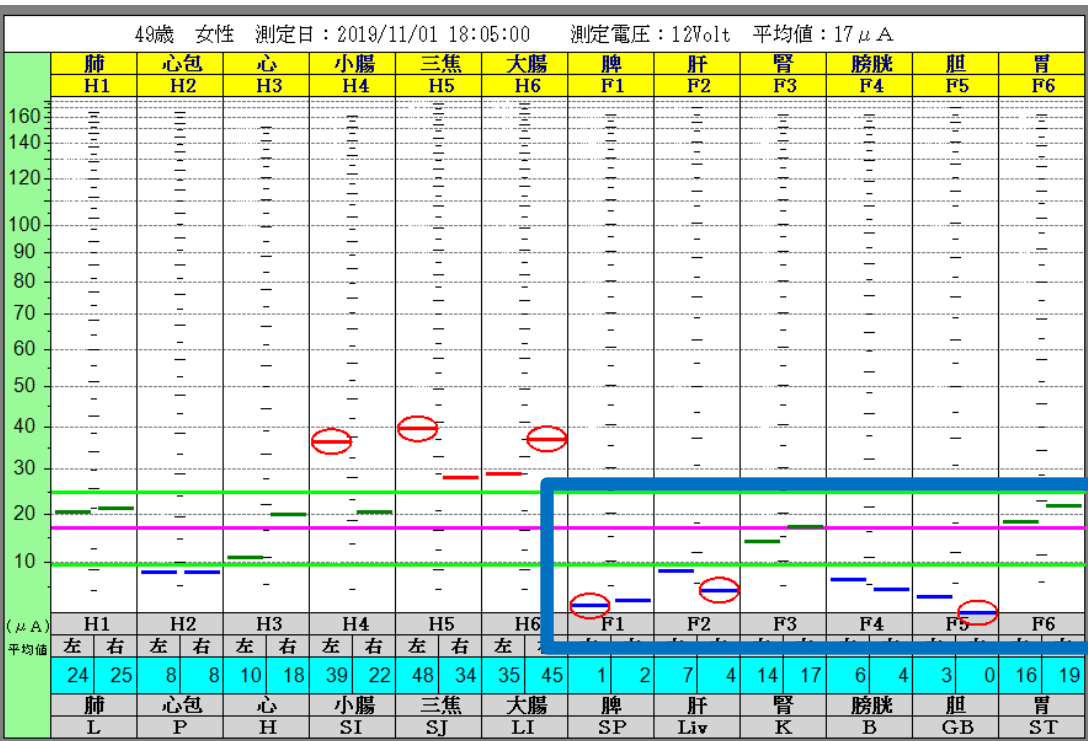 49歳 女性 測定日：2019/11/01 18:05:00 測定電圧：12Volt 平均値：17μA
肺 心包 心 小腸 三焦 大腸 脾 肝 腎 膀胱 胆 胃
H1 H2 H3 H4 H5 H6 F1 F2 F3 F4 F5 F6
160
140
120
100
90
80
70
60
50
40
30
20
10
(μA) H1 H2 H3 H4 H5 H6 F1 F2 F3 F4 F5 F6
平均値 左 右 左 右 左 右 左 右 左 右 左
24 25 8 8 10 18 39 22 48 34 35 45 1 2 7 4 14 17 6 4 3 0 16 19
肺 心包 心 小腸 三焦 大腸 脾 肝 腎 膀胱 胆 胃
L P H SI SJ LI SP Liv K B GB ST